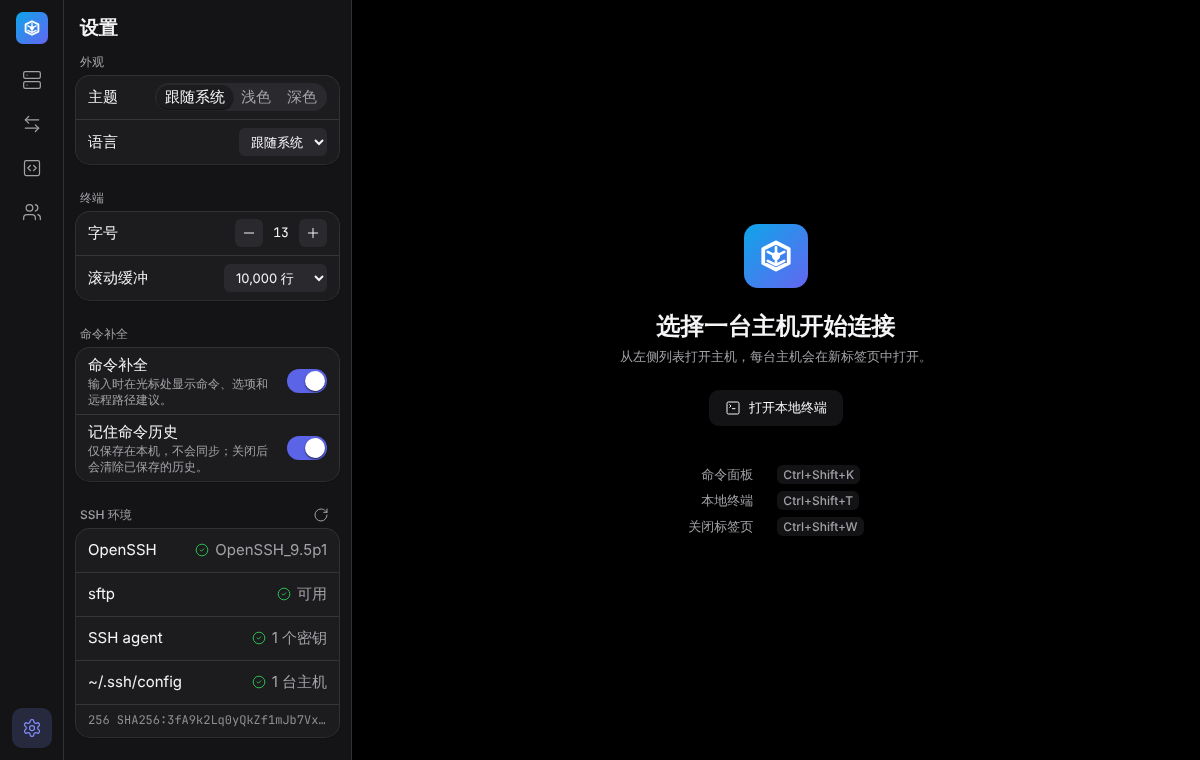 设置
外观
主题 跟随系统 浅色 深色
语言 跟随系统
终端
字号 13
滚动缓冲 10,000 行
命令补全
命令补全
输入时在光标处显示命令、选项和
远程路径建议。
记住命令历史
仅保存在本机，不会同步；关闭后
会清除已保存的历史。
SSH 环境
OpenSSH OpenSSH_9.5p1
sftp 可用
SSH agent 1 个密钥
~/.ssh/config 1 台主机
256 SHA256:3fA9k2Lq0yQkZf1mJb7Vx…
选择一台主机开始连接
从左侧列表打开主机，每台主机会在新标签页中打开。
打开本地终端
命令面板 Ctrl+Shift+K
本地终端 Ctrl+Shift+T
关闭标签页 Ctrl+Shift+W